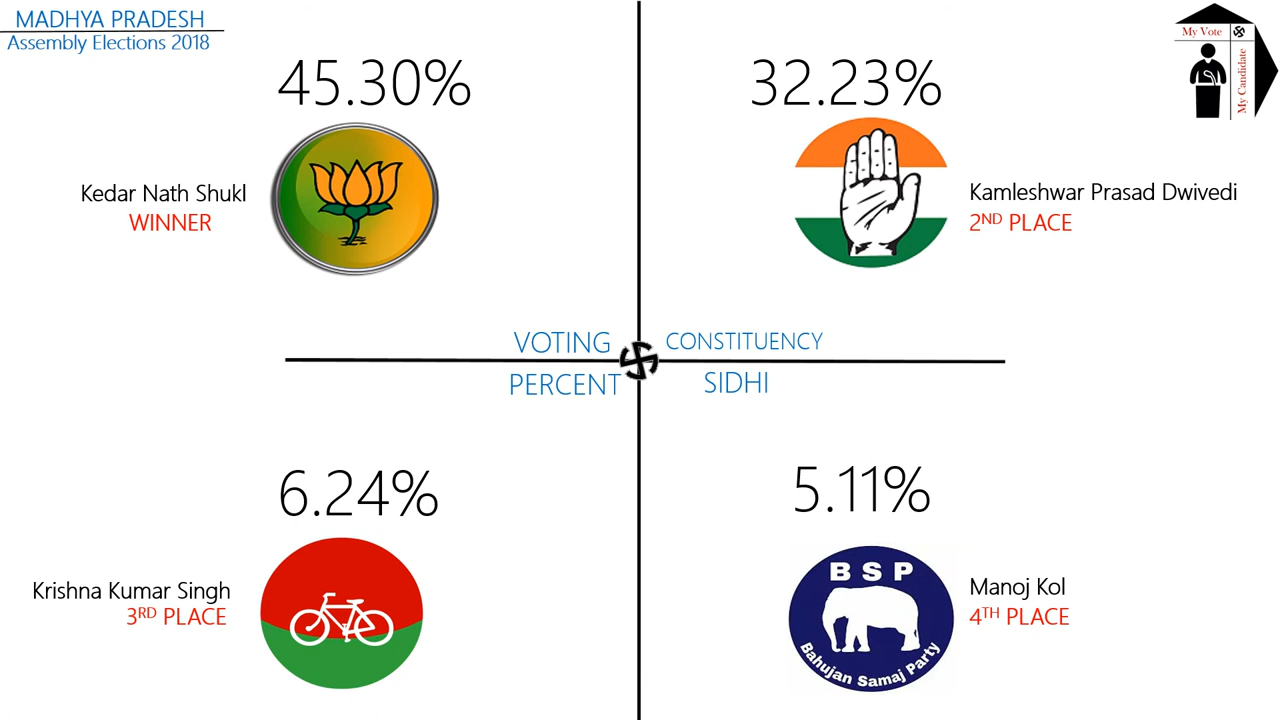 MADHYA PRADESH
Assembly Elections 2018
My Vote
My Candidate
45.30%
Kedar Nath Shukl
WINNER
32.23%
Kamleshwar Prasad Dwivedi
2ND PLACE
VOTING
PERCENT
CONSTITUENCY
SIDHI
6.24%
Krishna Kumar Singh
3RD PLACE
5.11%
BSP
Bahujan Samaj Party
Manoj Kol
4TH PLACE